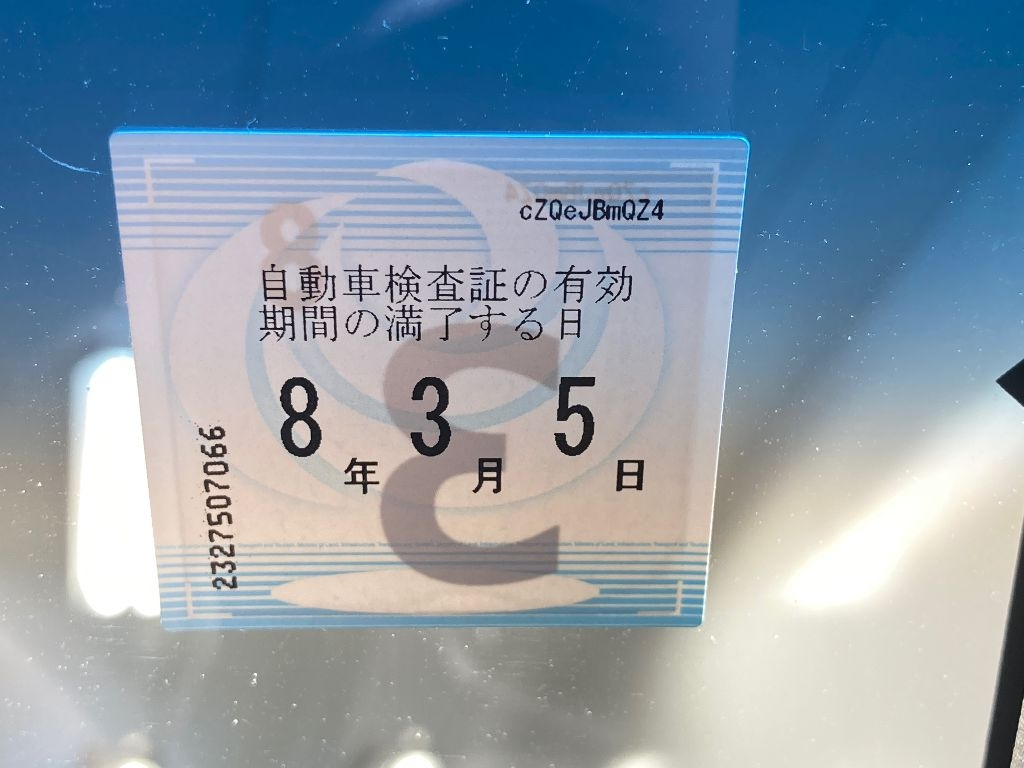 cZQeJBmQZ4
自動車検査証の有効
期間の満了する日
8年 3月 5日
2327507066